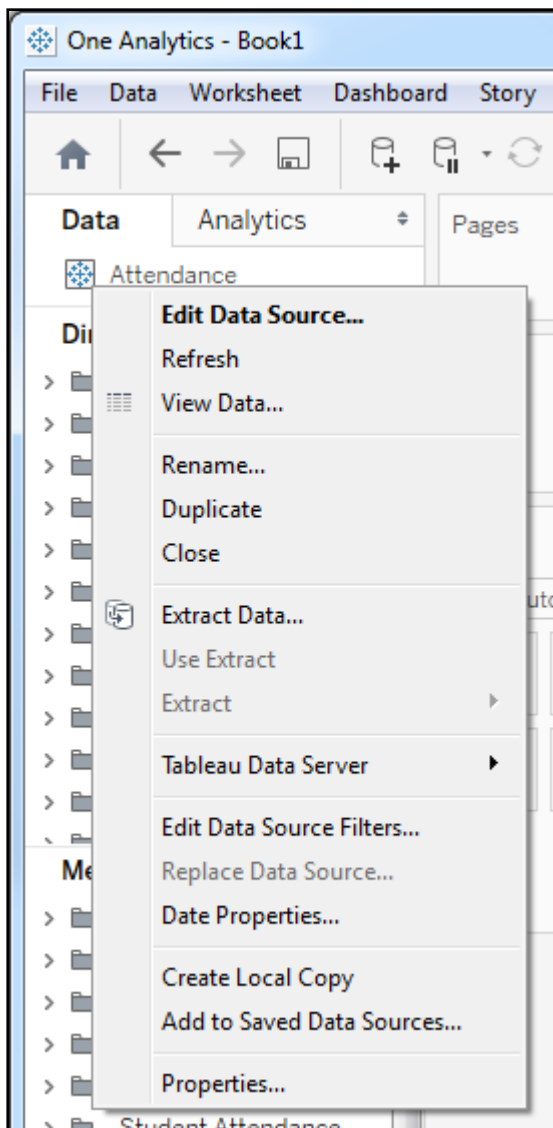 One Analytics - Book1
File Data Worksheet Dashboard Story
Data Analytics Pages
Attendance
Edit Data Source...
Refresh
View Data...
Rename...
Duplicate
Close
Extract Data...
Use Extract
Extract
Tableau Data Server
Edit Data Source Filters...
Replace Data Source...
Date Properties...
Create Local Copy
Add to Saved Data Sources...
Properties...
Student Attendance